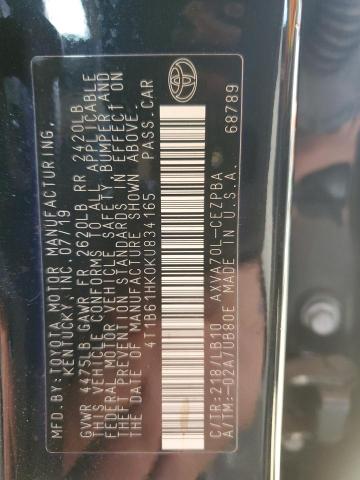 MFD.BY:TOYOTA MOTOR MANUFACTURING,
KENTUCKY, INC. 07/19
GVWR 4475LB GAWR FR 2620LB RR 2420LB
THIS VEHICLE CONFORMS TO ALL APPLICABLE
FEDERAL MOTOR VEHICLE SAFETY, BUMPER, AND
THEFT PREVENTION STANDARDS IN EFFECT ON
THE DATE OF MANUFACTURE SHOWN ABOVE.
4T1B61HK0KU834165 PASS.CAR
C/TR:218/LB10 AXVA70L-CEZPBA
A/TM:-02A/UB80E MADE IN U.S.A. 68789